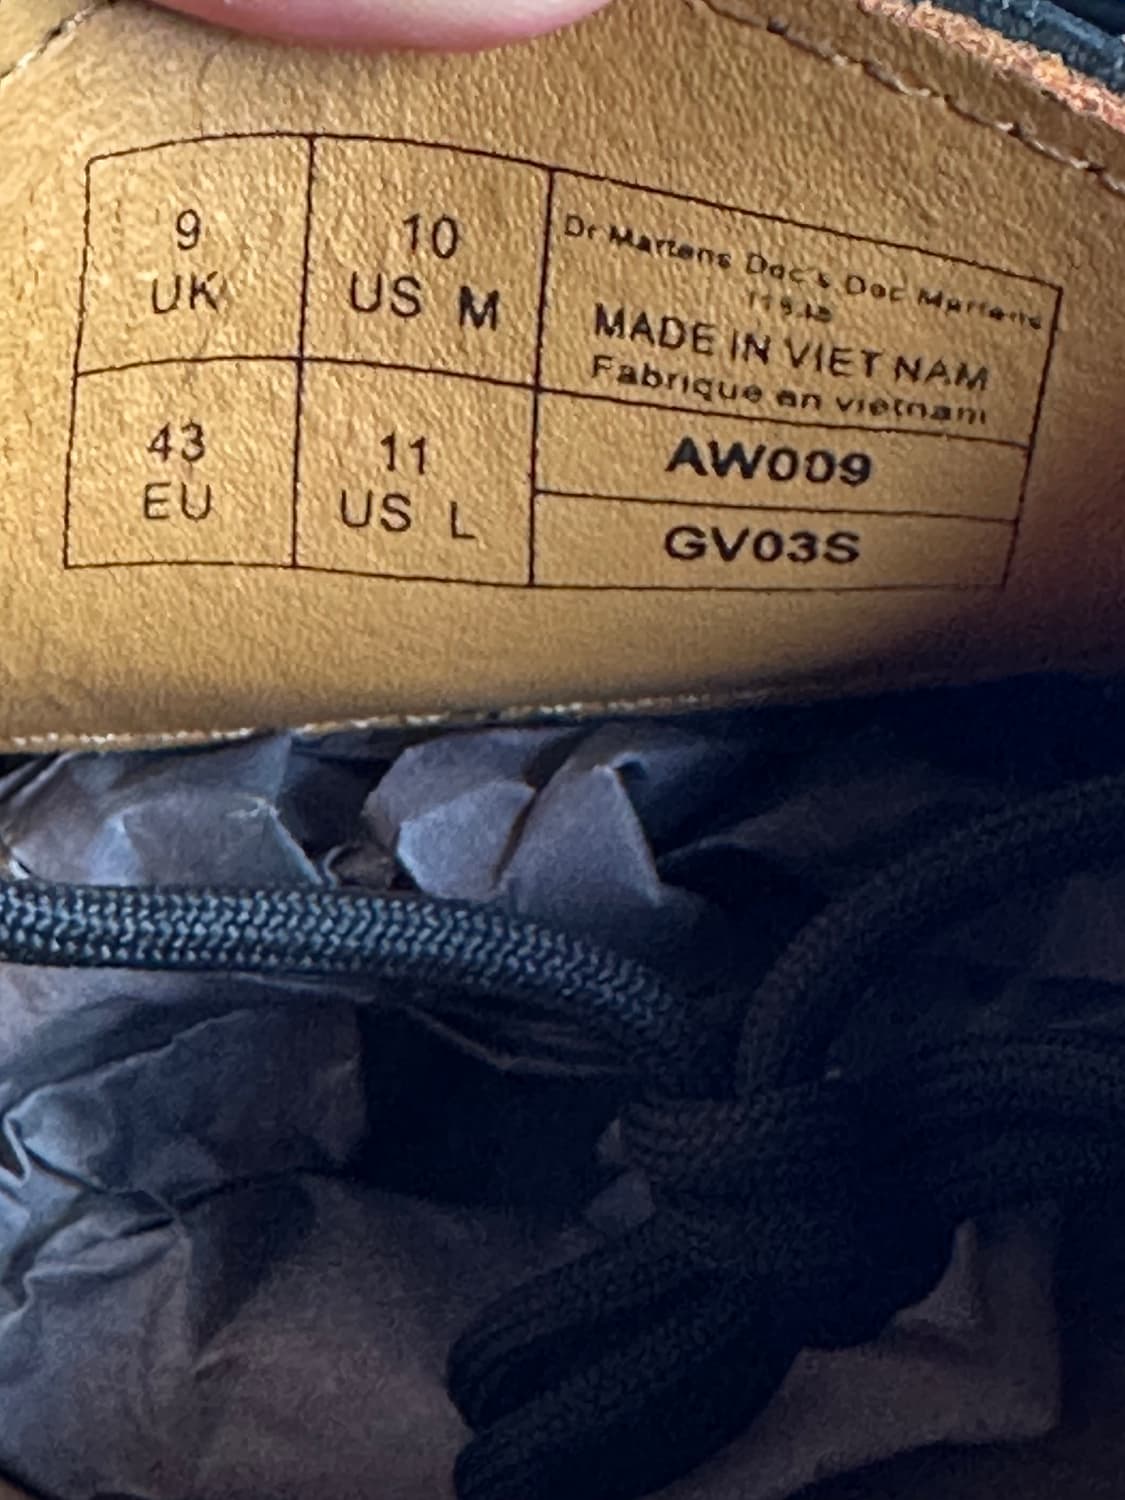 9
UK
10
US M
Dr Martens Doc's Doc Martens
MADE IN VIET NAM
Fabrique en vietnam
43
EU
11
US L
AW009
GV03S